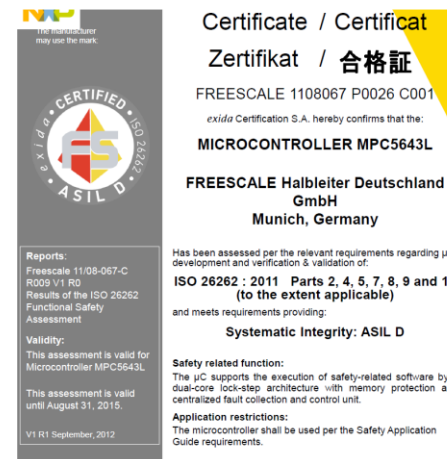 NXP
The manufacturer
may use the mark:
CERTIFIED
exida
ISO 26262
FS
ASIL D
Reports:
Freescale 11/08-067-C
R009 V1 R0
Results of the ISO 26262
Functional Safety
Assessment
Validity:
This assessment is valid for
Microcontroller MPC5643L
This assessment is valid
until August 31, 2015.
V1 R1 September, 2012
Certificate / Certificat
Zertifikat / 合格証
FREESCALE 1108067 P0026 C001
exida Certification S.A. hereby confirms that the:
MICROCONTROLLER MPC5643L
FREESCALE Halbleiter Deutschland
GmbH
Munich, Germany
Has been assessed per the relevant requirements regarding µ
development and verification & validation of:
ISO 26262 : 2011 Parts 2, 4, 5, 7, 8, 9 and 1
(to the extent applicable)
and meets requirements providing:
Systematic Integrity: ASIL D
Safety related function:
The µC supports the execution of safety-related software by
dual-core lock-step architecture with memory protection a
centralized fault collection and control unit.
Application restrictions:
The microcontroller shall be used per the Safety Application
Guide requirements.